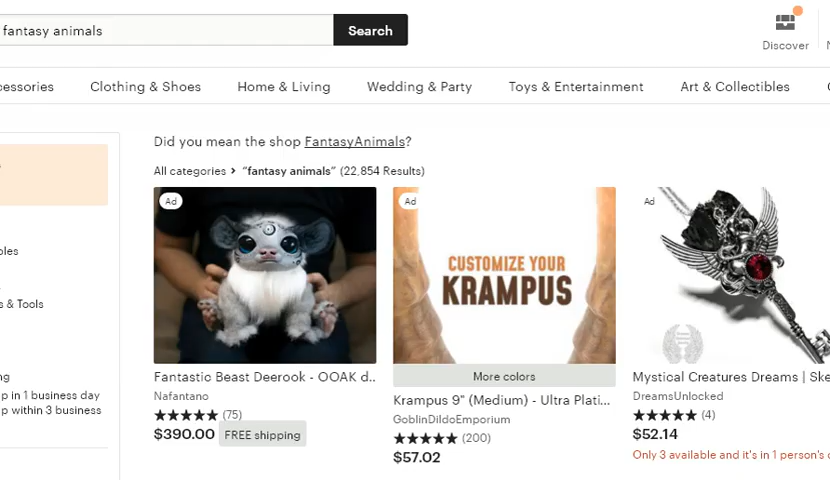 fantasy animals
Search
Discover
cessories
Clothing & Shoes
Home & Living
Wedding & Party
Toys & Entertainment
Art & Collectibles
Did you mean the shop FantasyAnimals?
All categories > "fantasy animals" (22,854 Results)
Ad
Ad
Ad
CUSTOMIZE YOUR
KRAMPUS
More colors
Fantastic Beast Deerook - OOAK d...
Nafantano
(75)
$390.00 FREE shipping
Krampus 9" (Medium) - Ultra Plati...
GoblinDildoEmporium
(200)
$57.02
Mystical Creatures Dreams | Ske
DreamsUnlocked
(4)
$52.14
Only 3 available and it's in 1 person's c
s & Tools
p in 1 business day
p within 3 business